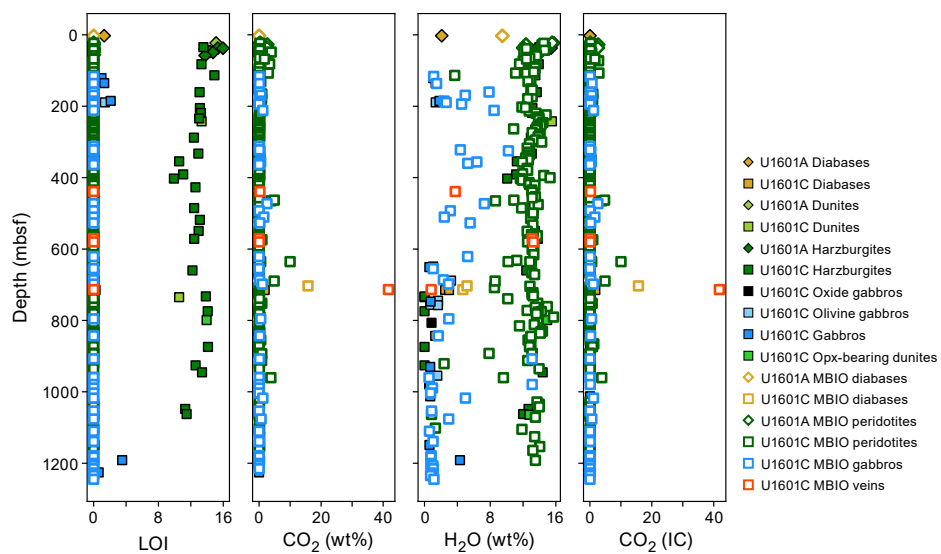 Depth (mbsf)
0
200
400
600
800
1000
1200
0 8 16
0 20 40
0 4 8 12 16
0 20 40
LOI
CO2 (wt%)
H2O (wt%)
CO2 (IC)
U1601A Diabases
U1601C Diabases
U1601A Dunites
U1601C Dunites
U1601A Harzburgites
U1601C Harzburgites
U1601C Oxide gabbros
U1601C Olivine gabbros
U1601C Gabbros
U1601C Opx-bearing dunites
U1601A MBIO diabases
U1601C MBIO diabases
U1601A MBIO peridotites
U1601C MBIO peridotites
U1601C MBIO gabbros
U1601C MBIO veins